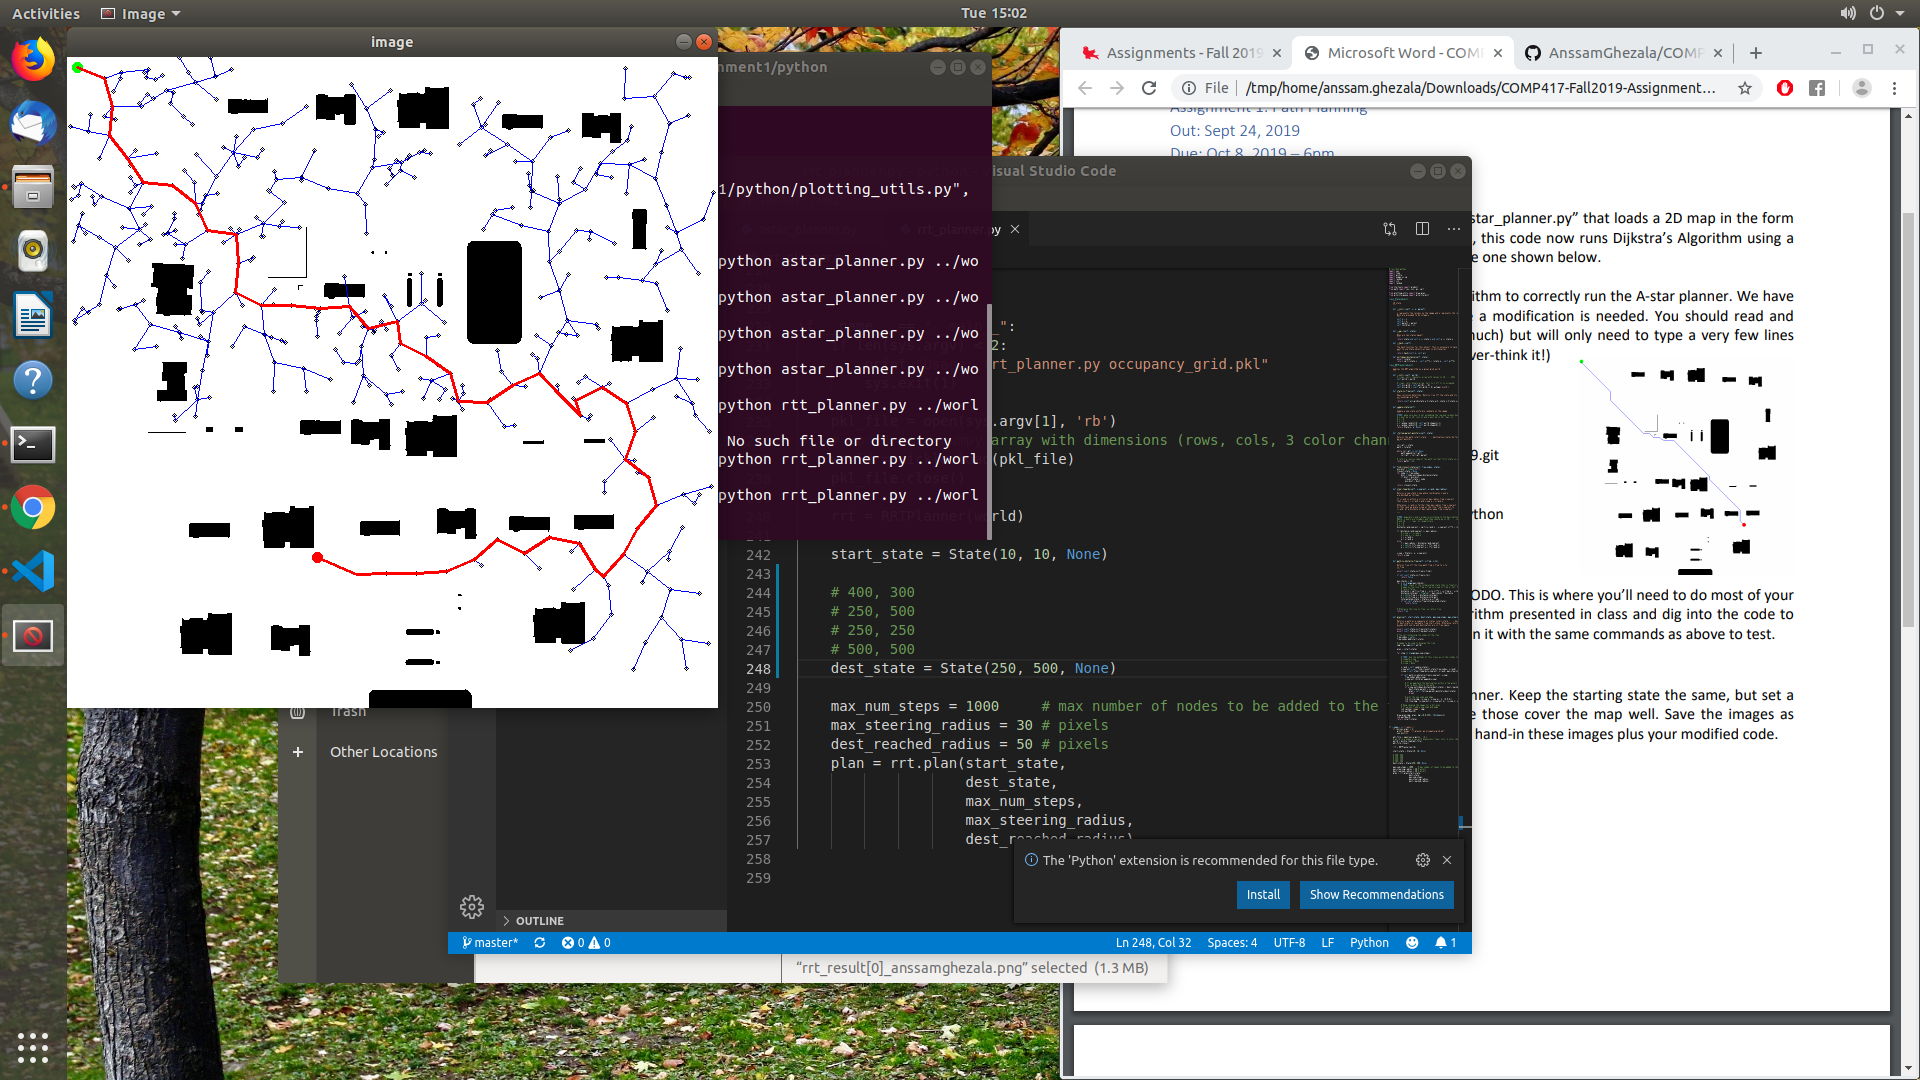 Activities
Image
Tue 15:02
image
nment1/python
1/python/plotting_utils.py",
python astar_planner.py ../wo
python astar_planner.py ../wo
python astar_planner.py ../wo
python astar_planner.py ../wo
python rtt_planner.py ../worl
No such file or directory
python rrt_planner.py ../worl
python rrt_planner.py ../worl
isual Studio Code
rrt_planner.py
_":
2:
rt_planner.py occupancy_grid.pkl"
sys.exit(1)
pkl_file = open(sys.argv[1], 'rb')
array with dimensions (rows, cols, 3 color chan
(pkl_file)
pkl_file.close()
rrt = RRTPlanner(world)
242 start_state = State(10, 10, None)
243
244 # 400, 300
245 # 250, 500
246 # 250, 250
247 # 500, 500
248 dest_state = State(250, 500, None)
249
250 max_num_steps = 1000 # max number of nodes to be added to the
251 max_steering_radius = 30 # pixels
252 dest_reached_radius = 50 # pixels
253 plan = rrt.plan(start_state,
254 dest_state,
255 max_num_steps,
256 max_steering_radius,
257 dest_reached_radius)
258
259
The 'Python' extension is recommended for this file type.
Install
Show Recommendations
OUTLINE
master*
0
0
Ln 248, Col 32
Spaces: 4
UTF-8
LF
Python
1
Trash
Other Locations
“rrt_result[0]_anssamghezala.png” selected (1.3 MB)
Assignments - Fall 2019
Microsoft Word - COM
AnssamGhezala/COMP
File
/tmp/home/anssam.ghezala/Downloads/COMP417-Fall2019-Assignment...
Assignment 1: Path Planning
Out: Sept 24, 2019
Due: Oct 8, 2019 – 6pm
star_planner.py” that loads a 2D map in the form
, this code now runs Dijkstra’s Algorithm using a
e one shown below.
ithm to correctly run the A-star planner. We have
e a modification is needed. You should read and
much) but will only need to type a very few lines
ver-think it!)
9.git
ython
ODO. This is where you’ll need to do most of your
rithm presented in class and dig into the code to
n it with the same commands as above to test.
nner. Keep the starting state the same, but set a
e those cover the map well. Save the images as
hand-in these images plus your modified code.